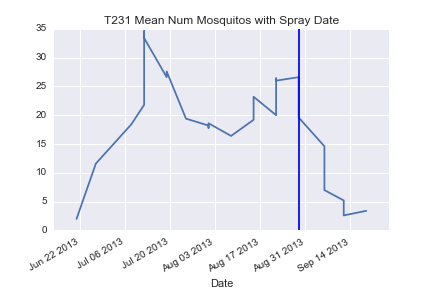 T231 Mean Num Mosquitos with Spray Date
35
30
25
20
15
10
5
0
Jun 22 2013
Jul 06 2013
Jul 20 2013
Aug 03 2013
Aug 17 2013
Aug 31 2013
Sep 14 2013
Date